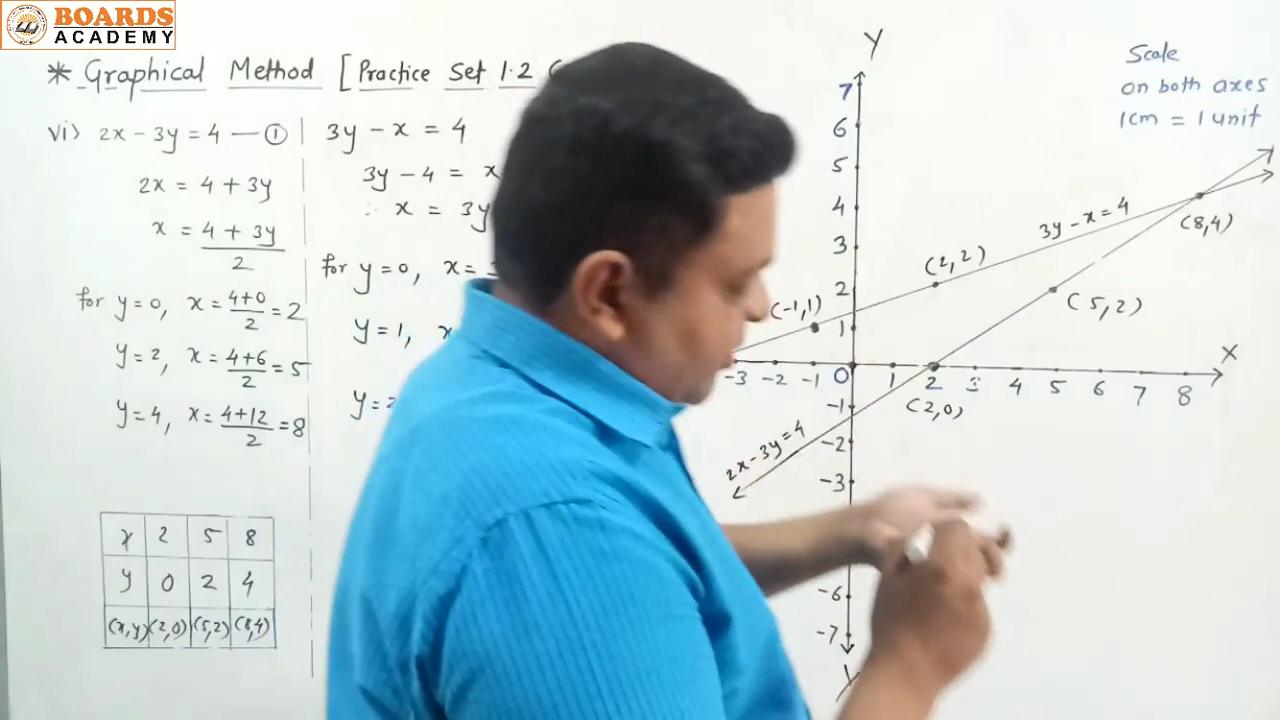 BOARDS
ACADEMY
* Graphical Method [Practice Set 1.2
vi) 2x - 3y = 4 — ①
2x = 4 + 3y
x = 4 + 3y
2
for y = 0, x = 4+0 = 2
2
y = 2, x = 4+6 = 5
2
y = 4, x = 4+12 = 8
2
x 2 5 8
y 0 2 4
(x,y) (2,0) (5,2) (8,4)
3y - x = 4
3y - 4 = x
∴ x = 3y
for y = 0, x =
y = 1, x
y = 2
Y
7
6
5
4
3
2
1
0
-1
-2
-3
-6
-7
Y
-3 -2 -1 1 2 3 4 5 6 7 8 X
(-1,1)
(2,2)
3y - x = 4
(8,4)
(5,2)
(2,0)
2x - 3y = 4
Scale
on both axes
1cm = 1 unit